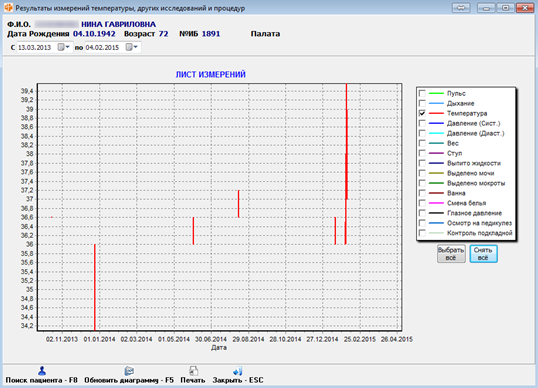 Результаты измерений температуры, других исследований и процедур
Ф.И.О. НИНА ГАВРИЛОВНА
Дата Рождения 04.10.1942 Возраст 72 №ИБ 1891 Палата
С 13.03.2013 по 04.02.2015
ЛИСТ ИЗМЕРЕНИЙ
39,4
39,2
39
38,8
38,6
38,4
38,2
38
37,8
37,6
37,4
37,2
37
36,8
36,6
36,4
36,2
36
35,8
35,6
35,4
35,2
35
34,8
34,6
34,4
34,2
02.11.2013 01.01.2014 02.03.2014 01.05.2014 30.06.2014 29.08.2014 28.10.2014 27.12.2014 25.02.2015 26.04.2015
Дата
Пульс
Дыхание
Температура
Давление (Сист.)
Давление (Диаст.)
Вес
Стул
Выпито жидкости
Выделено мочи
Выделено мокроты
Ванна
Смена белья
Глазное давление
Осмотр на педикулез
Контроль подкладной
Выбрать всё
Снять всё
Поиск пациента - F8 Обновить диаграмму - F5 Печать Закрыть - ESC